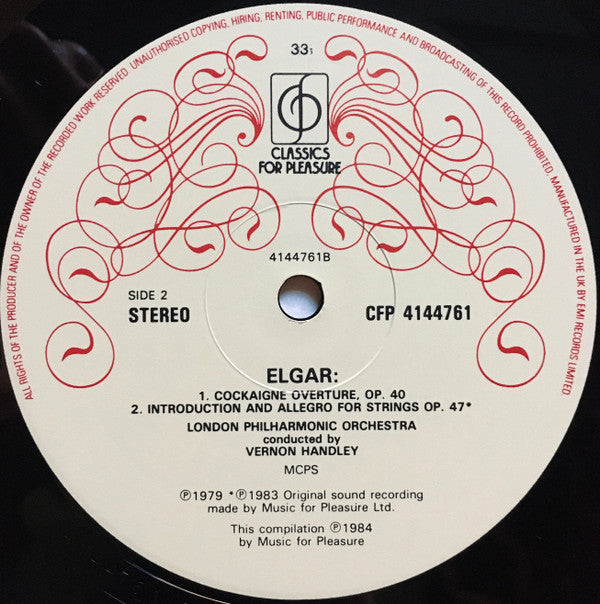 ALL RIGHTS OF THE PRODUCER AND OF THE OWNER OF THE RECORDED WORK RESERVED. UNAUTHORISED COPYING, HIRING, RENTING, PUBLIC PERFORMANCE AND BROADCASTING OF THIS RECORD PROHIBITED. MANUFACTURED IN THE UK BY EMI RECORDS LIMITED
33⅓
CLASSICS
FOR PLEASURE
4144761B
SIDE 2
STEREO
CFP 4144761
ELGAR:
1. COCKAIGNE OVERTURE, OP. 40
2. INTRODUCTION AND ALLEGRO FOR STRINGS OP. 47*
LONDON PHILHARMONIC ORCHESTRA
conducted by
VERNON HANDLEY
MCPS
℗1979 *℗1983 Original sound recording
made by Music for Pleasure Ltd.
This compilation ℗1984
by Music for Pleasure